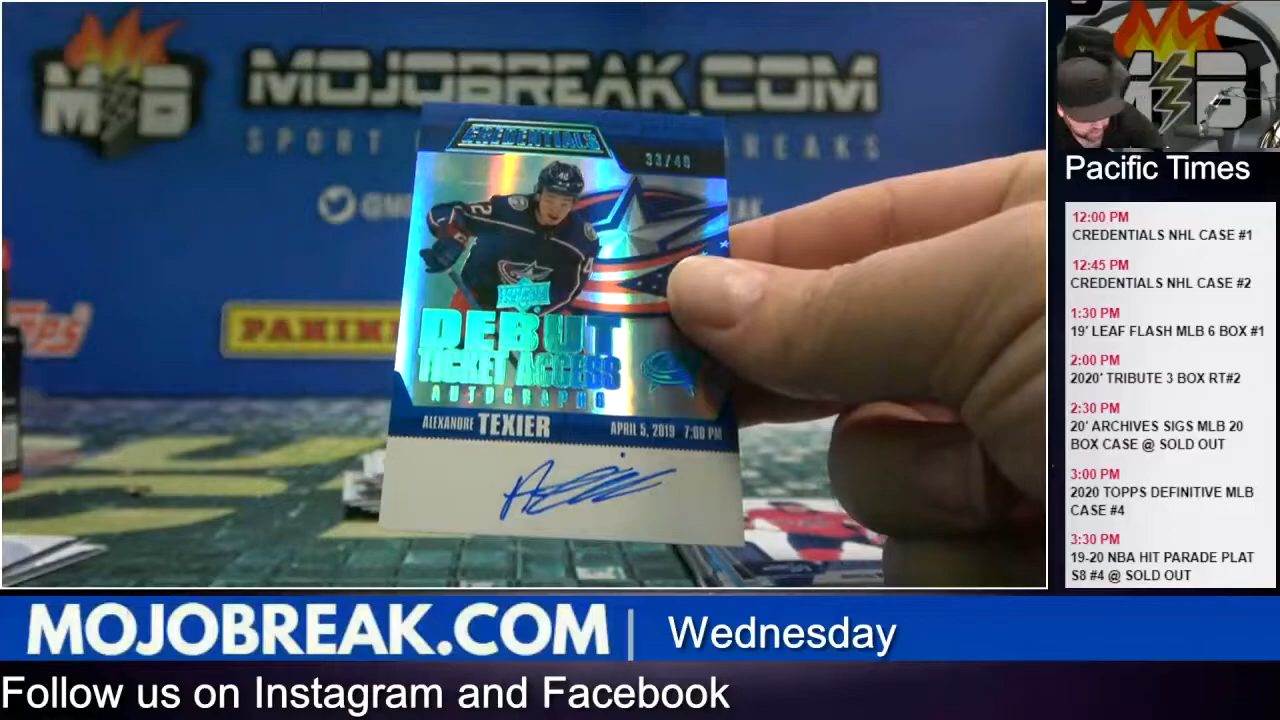 MOJOBREAK.COM
MB
SPORT
REAKS
CREDENTIALS
33/40
42
UPPER DECK
DEBUT
TICKET ACCESS
AUTOGRAPHS
ALEXANDRE TEXIER
APRIL 5, 2019 7:00 PM
PANINI
Pacific Times
12:00 PM
CREDENTIALS NHL CASE #1
12:45 PM
CREDENTIALS NHL CASE #2
1:30 PM
19' LEAF FLASH MLB 6 BOX #1
2:00 PM
2020' TRIBUTE 3 BOX RT#2
2:30 PM
20' ARCHIVES SIGS MLB 20
BOX CASE @ SOLD OUT
3:00 PM
2020 TOPPS DEFINITIVE MLB
CASE #4
3:30 PM
19-20 NBA HIT PARADE PLAT
S8 #4 @ SOLD OUT
MOJOBREAK.COM | Wednesday
Follow us on Instagram and Facebook